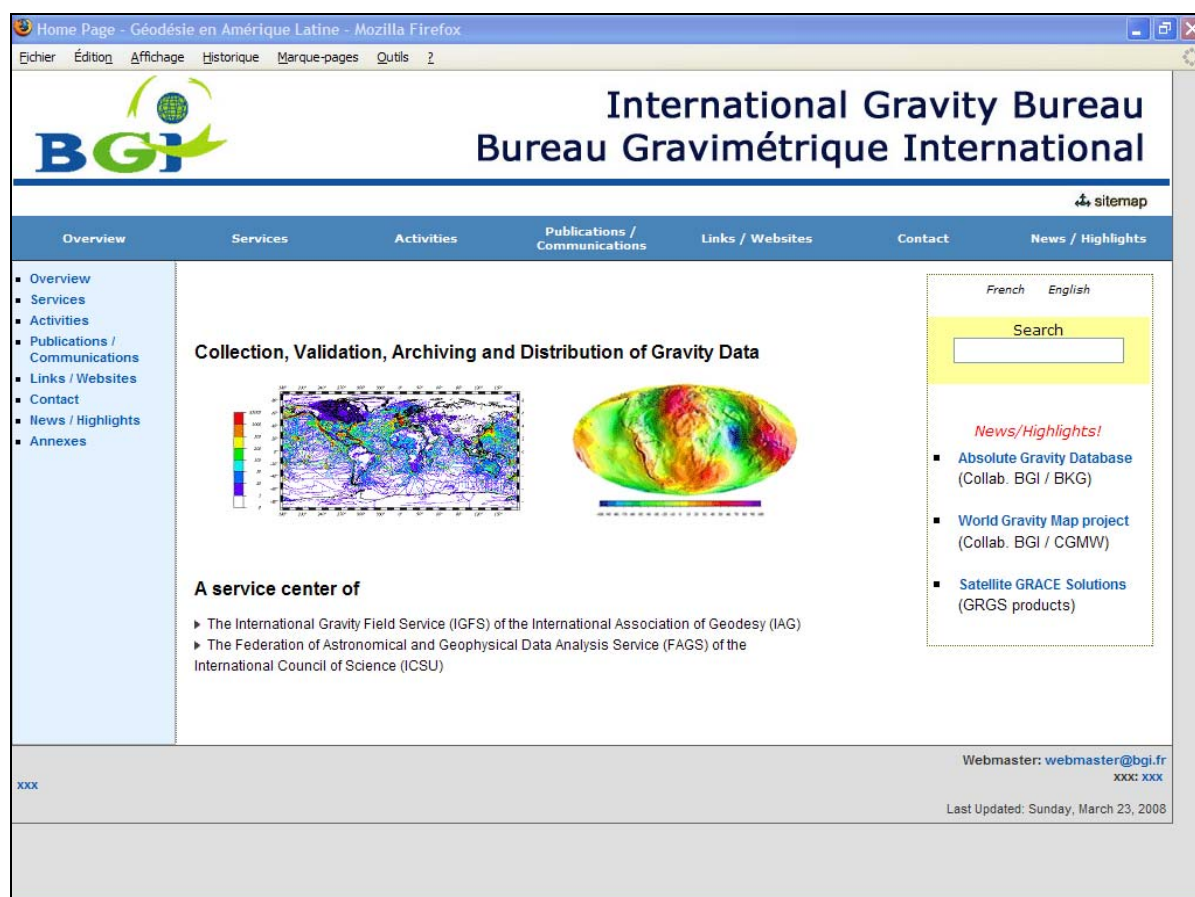 Home Page - Géodésie en Amérique Latine - Mozilla Firefox
Fichier Édition Affichage Historique Marque-pages Outils ?
BGI
International Gravity Bureau
Bureau Gravimétrique International
sitemap
Overview Services Activities Publications / Communications Links / Websites Contact News / Highlights
Overview
Services
Activities
Publications /
Communications
Links / Websites
Contact
News / Highlights
Annexes
Collection, Validation, Archiving and Distribution of Gravity Data
A service center of
The International Gravity Field Service (IGFS) of the International Association of Geodesy (IAG)
The Federation of Astronomical and Geophysical Data Analysis Service (FAGS) of the
International Council of Science (ICSU)
French English
Search
News/Highlights!
Absolute Gravity Database
(Collab. BGI / BKG)
World Gravity Map project
(Collab. BGI / CGMW)
Satellite GRACE Solutions
(GRGS products)
xxx
Webmaster: webmaster@bgi.fr
xxx: xxx
Last Updated: Sunday, March 23, 2008